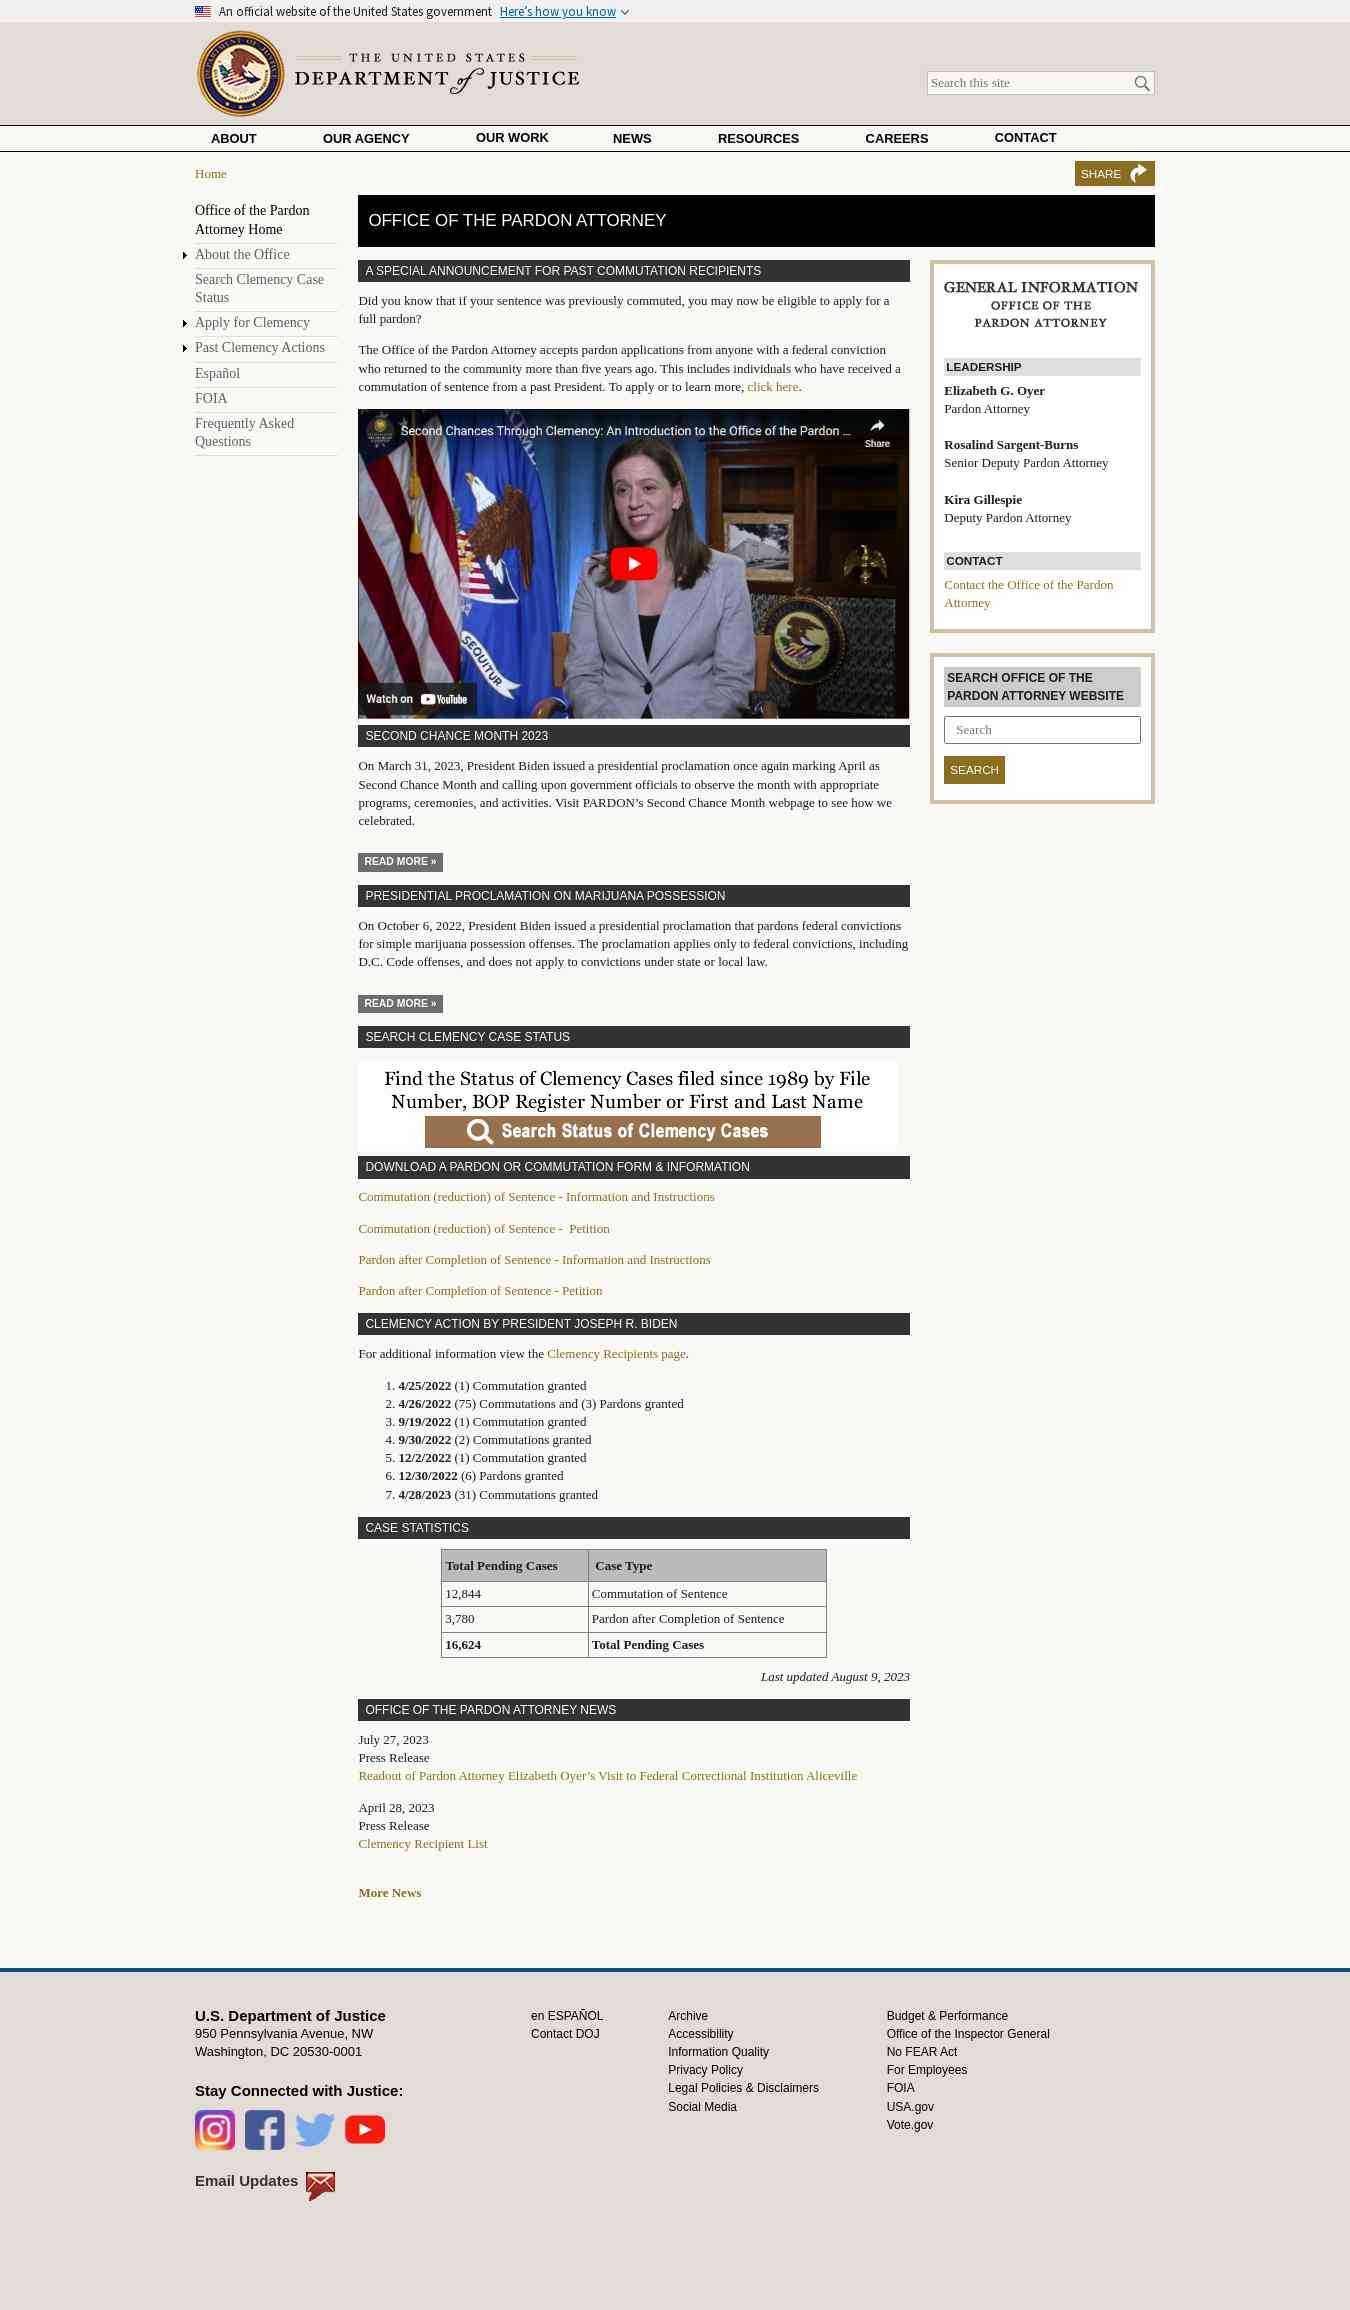 An official website of the United States government Here's how you know
THE UNITED STATES
DEPARTMENT of JUSTICE
Search this site
ABOUT OUR AGENCY OUR WORK NEWS RESOURCES CAREERS CONTACT
Home
SHARE
Office of the Pardon
Attorney Home
About the Office
Search Clemency Case
Status
Apply for Clemency
Past Clemency Actions
Español
FOIA
Frequently Asked
Questions
OFFICE OF THE PARDON ATTORNEY
A SPECIAL ANNOUNCEMENT FOR PAST COMMUTATION RECIPIENTS
Did you know that if your sentence was previously commuted, you may now be eligible to apply for a
full pardon?
The Office of the Pardon Attorney accepts pardon applications from anyone with a federal conviction
who returned to the community more than five years ago. This includes individuals who have received a
commutation of sentence from a past President. To apply or to learn more, click here.
Second Chances Through Clemency: An Introduction to the Office of the Pardon ...
Share
SEQUITUR
Watch on YouTube
SECOND CHANCE MONTH 2023
On March 31, 2023, President Biden issued a presidential proclamation once again marking April as
Second Chance Month and calling upon government officials to observe the month with appropriate
programs, ceremonies, and activities. Visit PARDON’s Second Chance Month webpage to see how we
celebrated.
READ MORE »
PRESIDENTIAL PROCLAMATION ON MARIJUANA POSSESSION
On October 6, 2022, President Biden issued a presidential proclamation that pardons federal convictions
for simple marijuana possession offenses. The proclamation applies only to federal convictions, including
D.C. Code offenses, and does not apply to convictions under state or local law.
READ MORE »
SEARCH CLEMENCY CASE STATUS
Find the Status of Clemency Cases filed since 1989 by File
Number, BOP Register Number or First and Last Name
Search Status of Clemency Cases
DOWNLOAD A PARDON OR COMMUTATION FORM & INFORMATION
Commutation (reduction) of Sentence - Information and Instructions
Commutation (reduction) of Sentence - Petition
Pardon after Completion of Sentence - Information and Instructions
Pardon after Completion of Sentence - Petition
CLEMENCY ACTION BY PRESIDENT JOSEPH R. BIDEN
For additional information view the Clemency Recipients page.
1. 4/25/2022 (1) Commutation granted
2. 4/26/2022 (75) Commutations and (3) Pardons granted
3. 9/19/2022 (1) Commutation granted
4. 9/30/2022 (2) Commutations granted
5. 12/2/2022 (1) Commutation granted
6. 12/30/2022 (6) Pardons granted
7. 4/28/2023 (31) Commutations granted
CASE STATISTICS
Total Pending Cases Case Type
12,844 Commutation of Sentence
3,780 Pardon after Completion of Sentence
16,624 Total Pending Cases
Last updated August 9, 2023
OFFICE OF THE PARDON ATTORNEY NEWS
July 27, 2023
Press Release
Readout of Pardon Attorney Elizabeth Oyer’s Visit to Federal Correctional Institution Aliceville
April 28, 2023
Press Release
Clemency Recipient List
More News
GENERAL INFORMATION
OFFICE OF THE
PARDON ATTORNEY
LEADERSHIP
Elizabeth G. Oyer
Pardon Attorney
Rosalind Sargent-Burns
Senior Deputy Pardon Attorney
Kira Gillespie
Deputy Pardon Attorney
CONTACT
Contact the Office of the Pardon
Attorney
SEARCH OFFICE OF THE
PARDON ATTORNEY WEBSITE
Search
SEARCH
U.S. Department of Justice
950 Pennsylvania Avenue, NW
Washington, DC 20530-0001
Stay Connected with Justice:
Email Updates
en ESPAÑOL
Contact DOJ
Archive
Accessibility
Information Quality
Privacy Policy
Legal Policies & Disclaimers
Social Media
Budget & Performance
Office of the Inspector General
No FEAR Act
For Employees
FOIA
USA.gov
Vote.gov